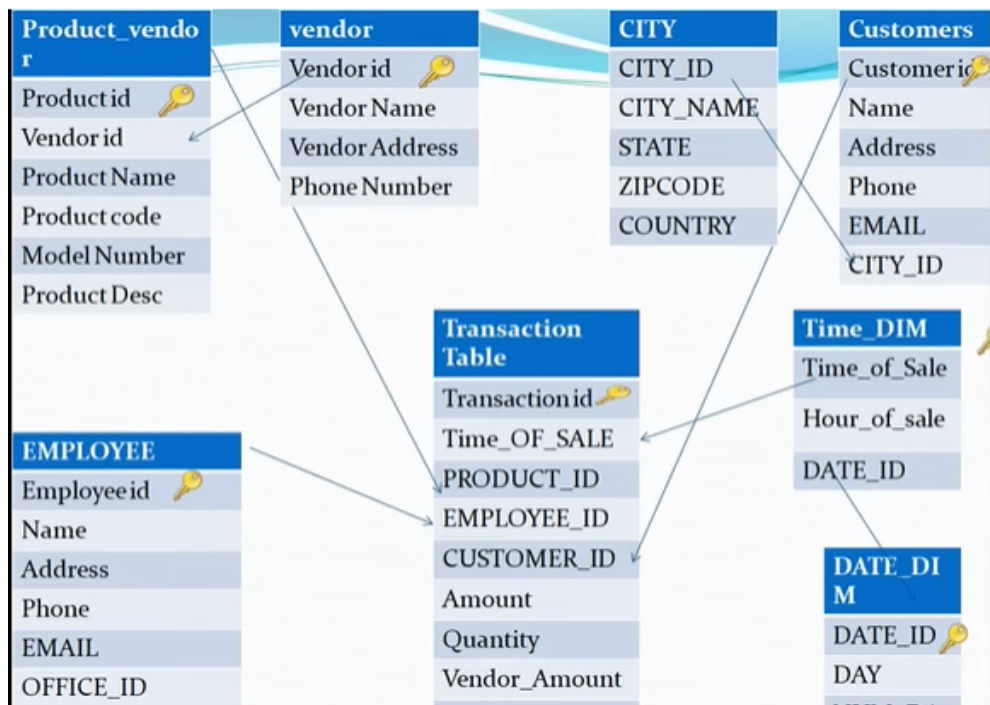 Product_vendo
r
Product id
Vendor id
Product Name
Product code
Model Number
Product Desc
vendor
Vendor id
Vendor Name
Vendor Address
Phone Number
CITY
CITY_ID
CITY_NAME
STATE
ZIPCODE
COUNTRY
Customers
Customer id
Name
Address
Phone
EMAIL
CITY_ID
Transaction
Table
Transaction id
Time_OF_SALE
PRODUCT_ID
EMPLOYEE_ID
CUSTOMER_ID
Amount
Quantity
Vendor_Amount
Time_DIM
Time_of_Sale
Hour_of_sale
DATE_ID
EMPLOYEE
Employee id
Name
Address
Phone
EMAIL
OFFICE_ID
DATE_DI
M
DATE_ID
DAY